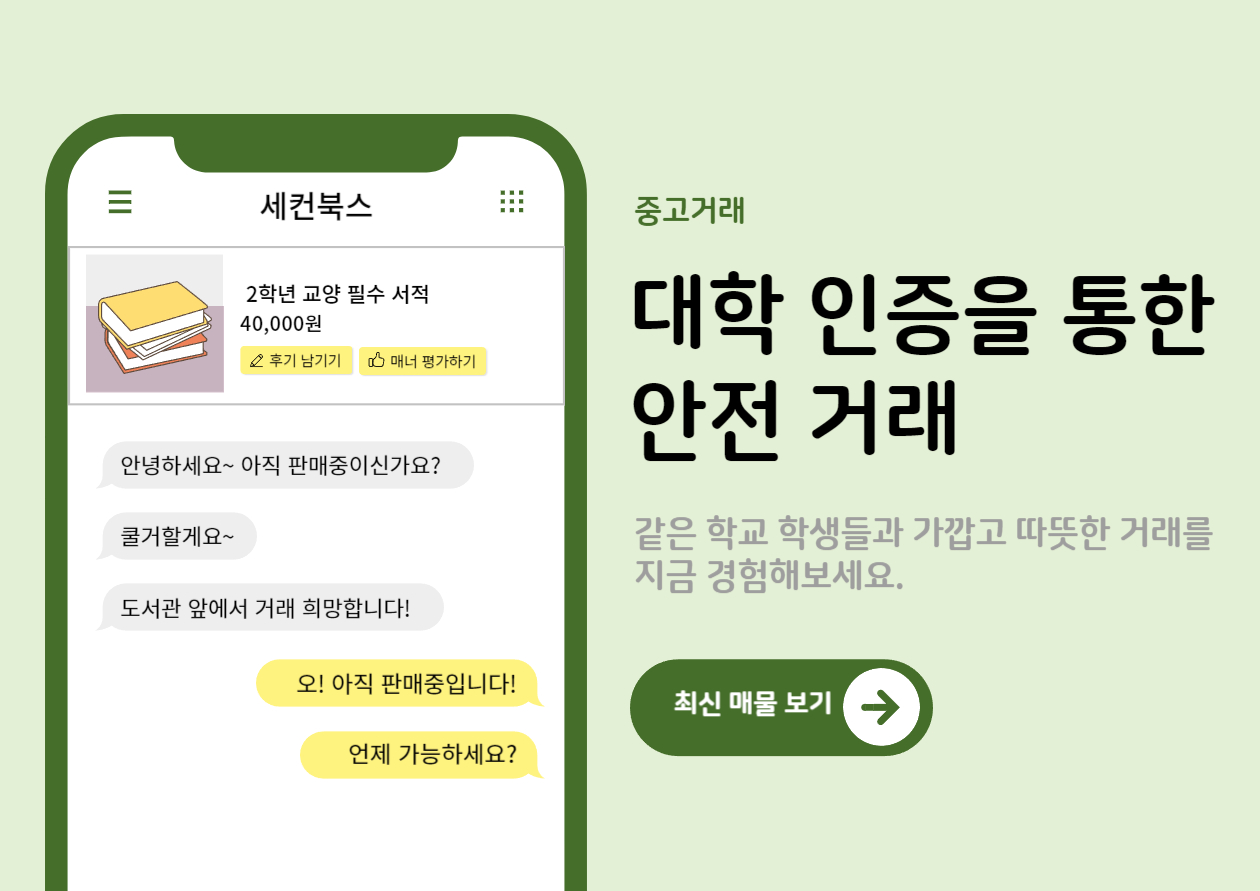 세컨북스
2학년 교양 필수 서적
40,000원
후기 남기기
매너 평가하기
안녕하세요~ 아직 판매중이신가요?
쿨거할게요~
도서관 앞에서 거래 희망합니다!
오! 아직 판매중입니다!
언제 가능하세요?
중고거래
대학 인증을 통한
안전 거래
같은 학교 학생들과 가깝고 따뜻한 거래를
지금 경험해보세요.
최신 매물 보기